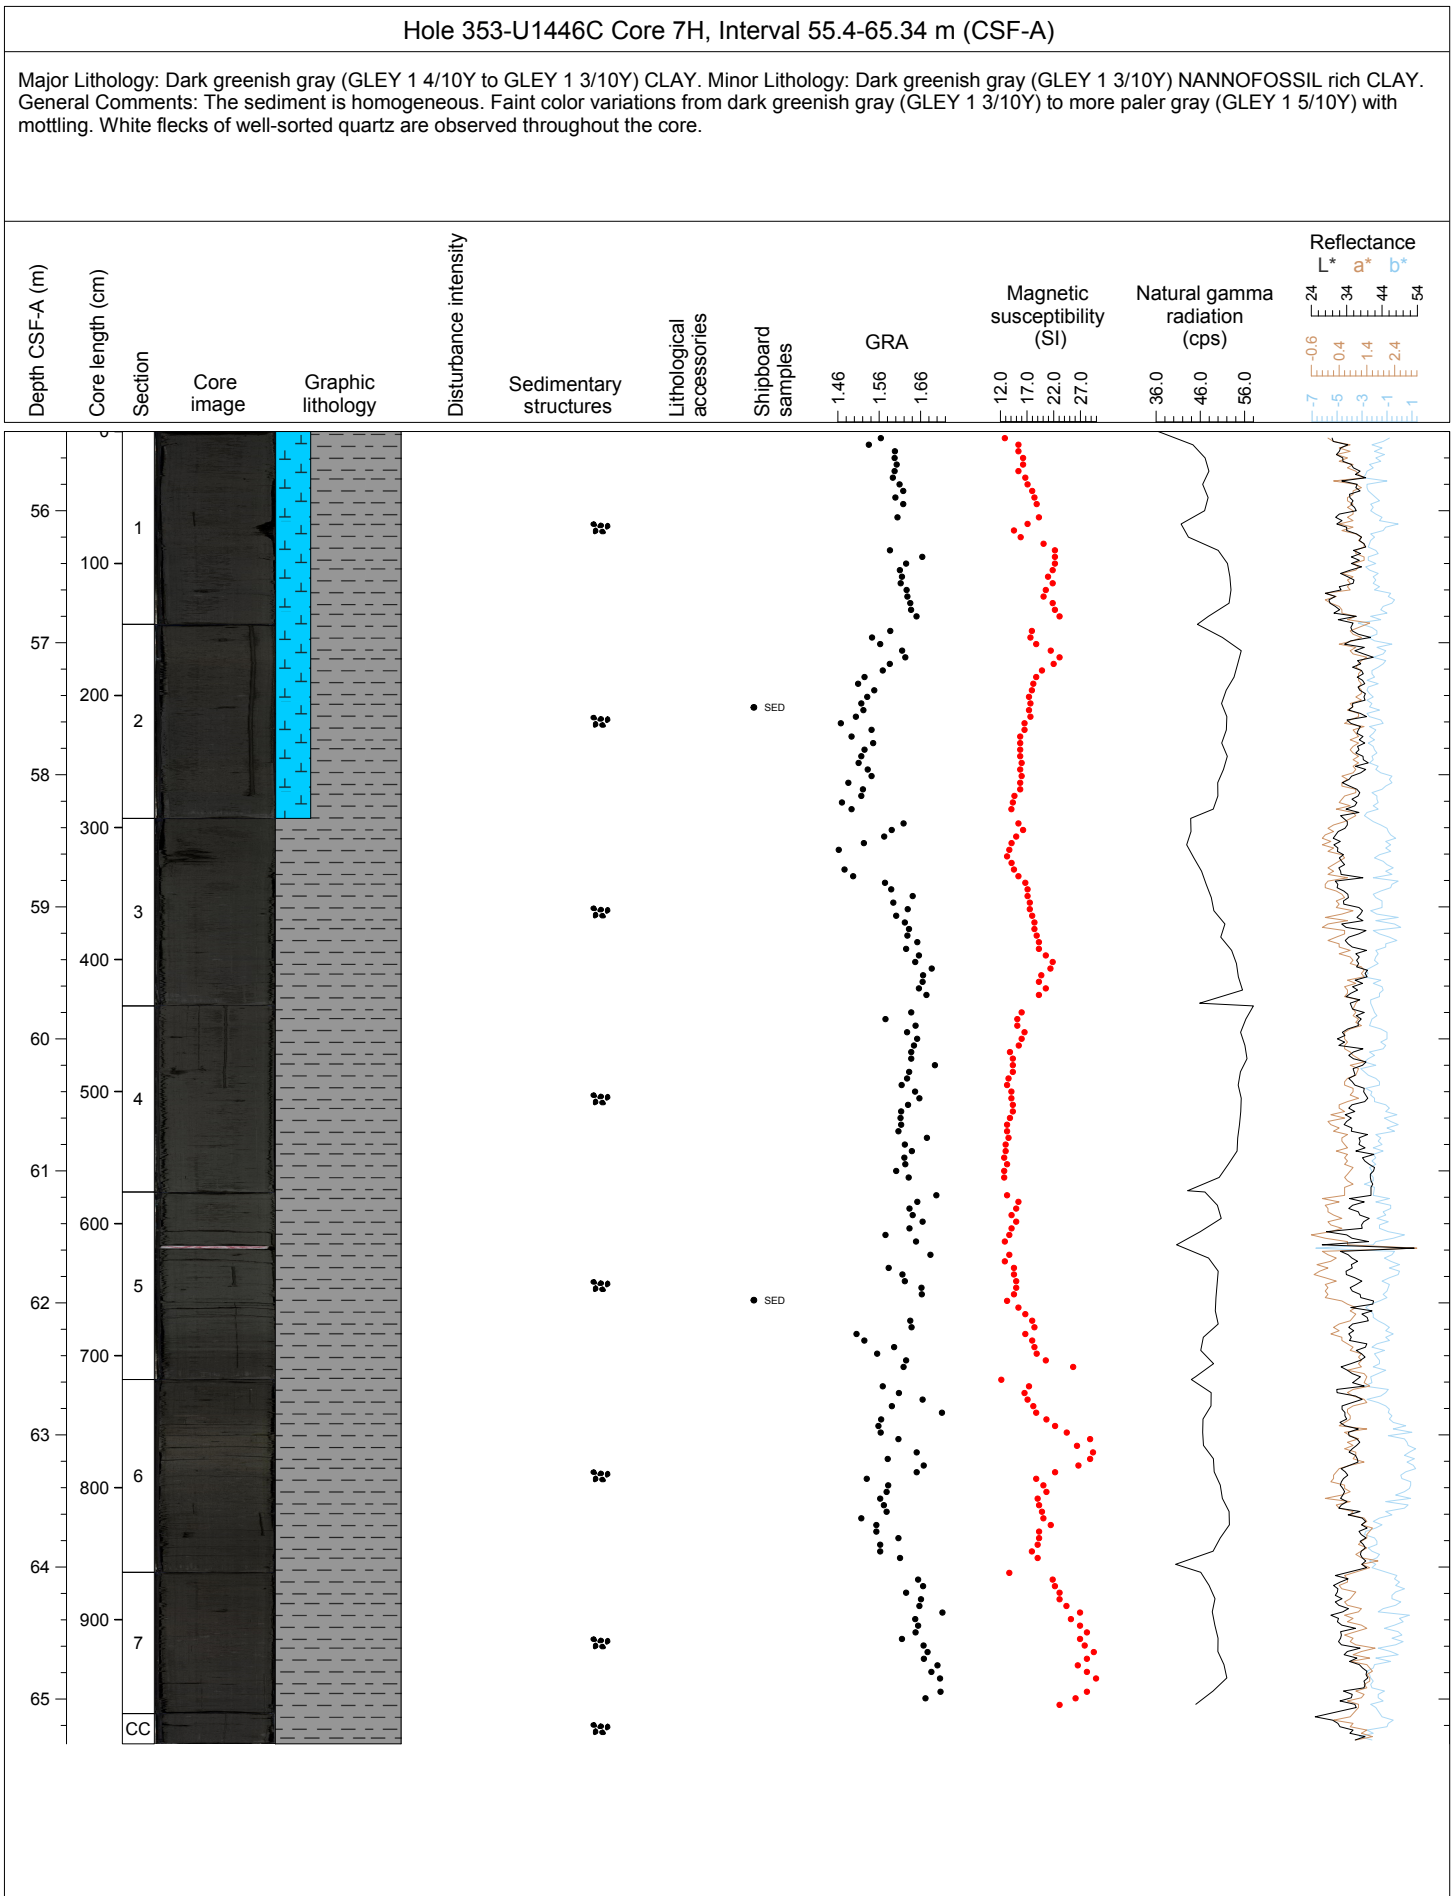 Hole 353-U1446C Core 7H, Interval 55.4-65.34 m (CSF-A)
Major Lithology: Dark greenish gray (GLEY 1 4/10Y to GLEY 1 3/10Y) CLAY. Minor Lithology: Dark greenish gray (GLEY 1 3/10Y) NANNOFOSSIL rich CLAY.
General Comments: The sediment is homogeneous. Faint color variations from dark greenish gray (GLEY 1 3/10Y) to more paler gray (GLEY 1 5/10Y) with
mottling. White flecks of well-sorted quartz are observed throughout the core.
Depth CSF-A (m)
Core length (cm)
Section
Core
image
Graphic
lithology
Disturbance intensity
Sedimentary
structures
Lithological
accessories
Shipboard
samples
GRA
1.46 1.56 1.66
Magnetic
susceptibility
(SI)
12.0 17.0 22.0 27.0
Natural gamma
radiation
(cps)
36.0 46.0 56.0
Reflectance
L* a* b*
24 34 44 54
-0.6 0.4 1.4 2.4
-7 -5 -3 -1 1
0
56
1
100
57
200
2
SED
58
300
59
3
400
60
500
4
61
600
5
62
SED
700
63
6
800
64
900
7
65
CC